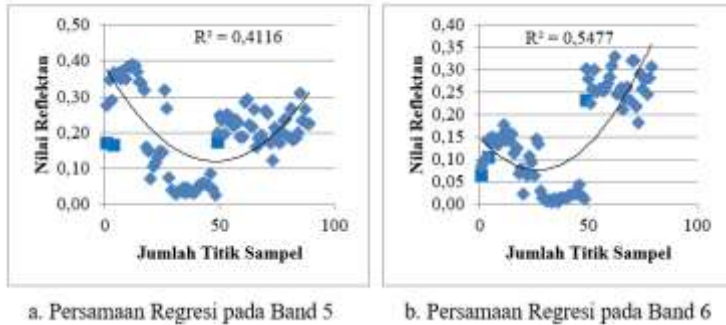 R² = 0,4116
Nilai Reflektan
0,50
0,40
0,30
0,20
0,10
0,00
0
50
100
Jumlah Titik Sampel
a. Persamaan Regresi pada Band 5
R² = 0,5477
Nilai Reflektan
0,40
0,35
0,30
0,25
0,20
0,15
0,10
0,05
0,00
0
50
100
Jumlah Titik Sampel
b. Persamaan Regresi pada Band 6